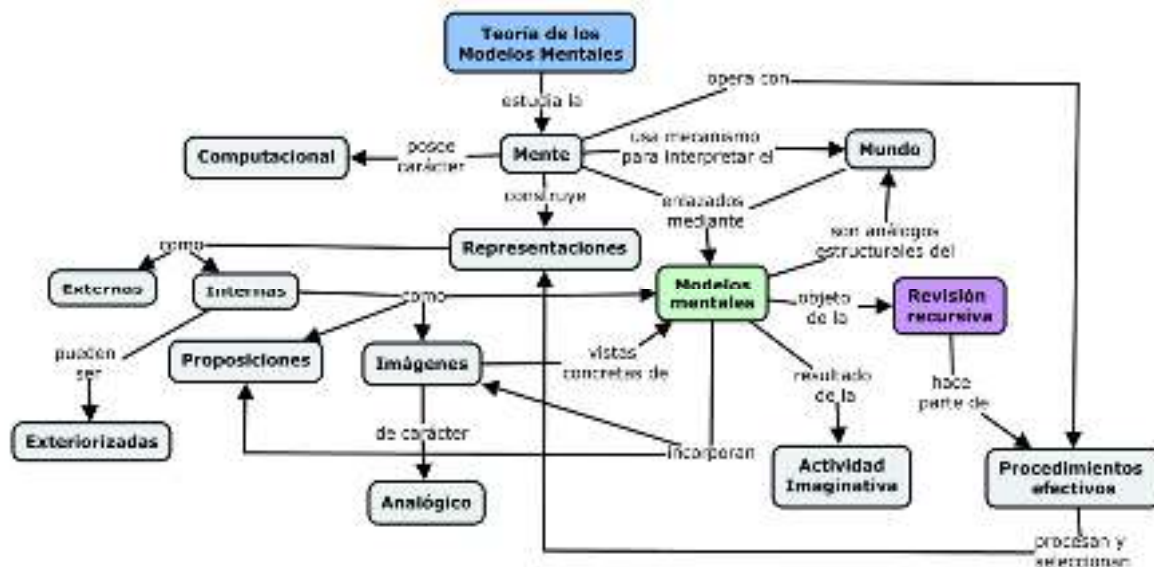 Teoría de los
Modelos Mentales
opera con
estudia la
Computacional
posee
carácter
Mente
usa mecanismo
para interpretar el
Mundo
construye
enlazados
mediante
son análogos
estructurales del
como
Representaciones
Externas
Internas
como
Modelos
mentales
objeto
de la
Revisión
recursiva
pueden
ser
Proposiciones
Imágenes
vistas
concretas de
resultado
de la
hace
parte de
Exteriorizadas
de carácter
incorporan
Actividad
Imaginativa
Procedimientos
efectivos
Analógico
procesan y
seleccionan